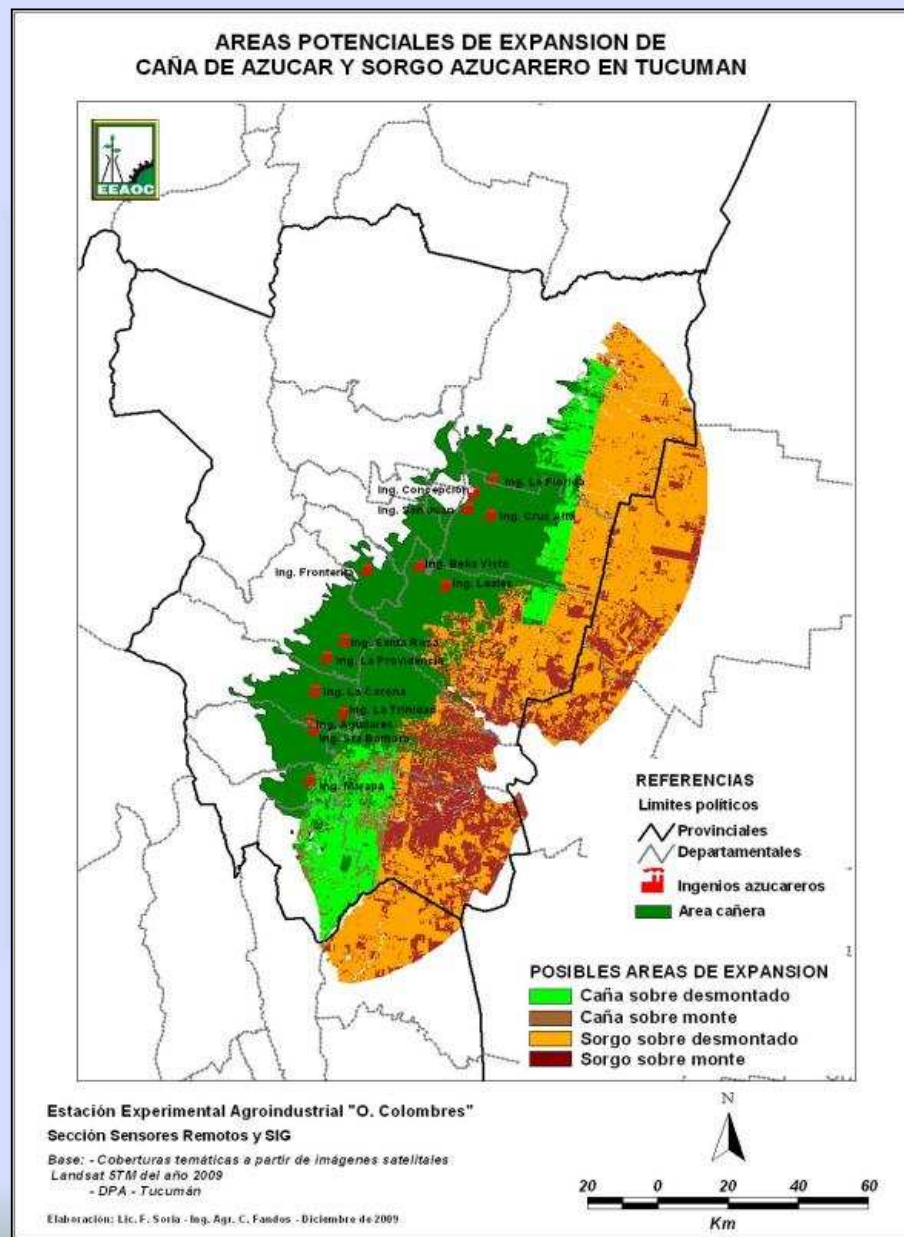 AREAS POTENCIALES DE EXPANSION DE
CAÑA DE AZUCAR Y SORGO AZUCARERO EN TUCUMAN
EEAOC
Ing. La Florida
Ing. Concepción
Ing. San Juan
Ing. Cruz Alta
Ing. Bella Vista
Ing. Fronterit
Ing. Leales
Ing. Santa Rosa
Ing. La Providencia
Ing. La Corona
Ing. La Trinidad
Ing. Aguilares
Ing. Sta Barbara
Ing. Marapa
REFERENCIAS
Limites políticos
Provinciales
Departamentales
Ingenios azucareros
Area cañera
POSIBLES AREAS DE EXPANSION
Caña sobre desmontado
Caña sobre monte
Sorgo sobre desmontado
Sorgo sobre monte
Estación Experimental Agroindustrial "O. Colombres"
Sección Sensores Remotos y SIG
Base: - Coberturas temáticas a partir de imágenes satelitales
Landsat 5TM del año 2009
- DPA - Tucumán
Elaboración: Lic. F. Soria - Ing. Agr. C. Fandos - Diciembre de 2009
N
20 0 20 40 60
Km